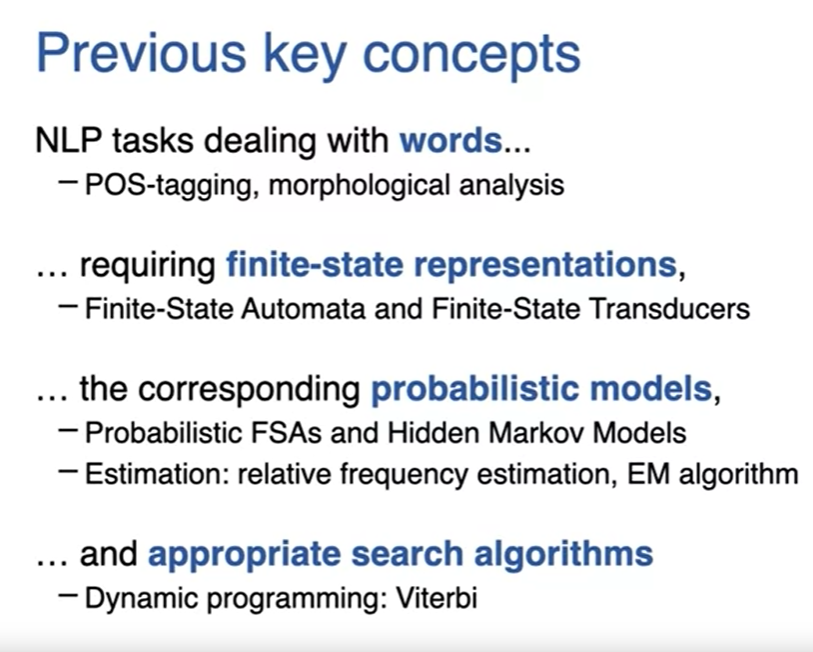 Previous key concepts
NLP tasks dealing with words...
– POS-tagging, morphological analysis
... requiring finite-state representations,
– Finite-State Automata and Finite-State Transducers
... the corresponding probabilistic models,
– Probabilistic FSAs and Hidden Markov Models
– Estimation: relative frequency estimation, EM algorithm
... and appropriate search algorithms
– Dynamic programming: Viterbi